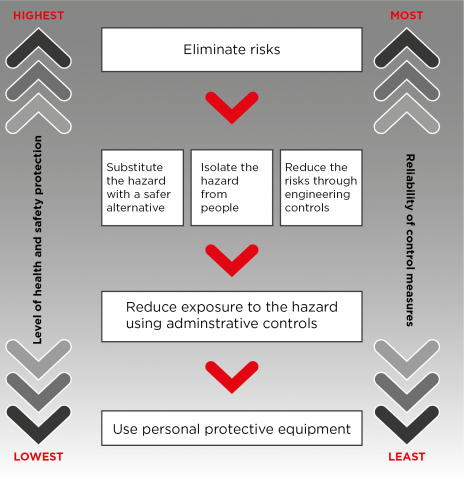 HIGHEST
MOST
Eliminate risks
Substitute
the hazard
with a safer
alternative
Isolate the
hazard
from
people
Reduce the
risks through
engineering
controls
Level of health and safety protection
Reliability of control measures
Reduce exposure to the hazard
using adminstrative controls
Use personal protective equipment
LOWEST
LEAST